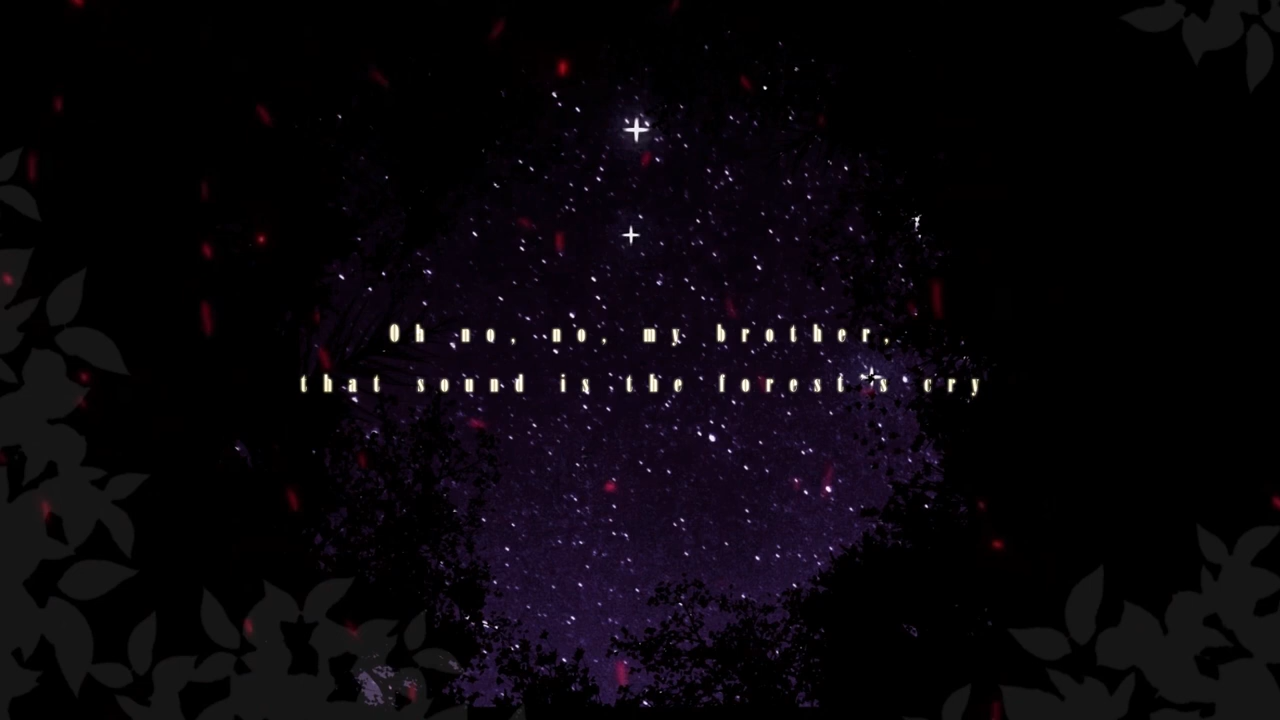 Oh no, no, my brother,
that sound is the forest's cry